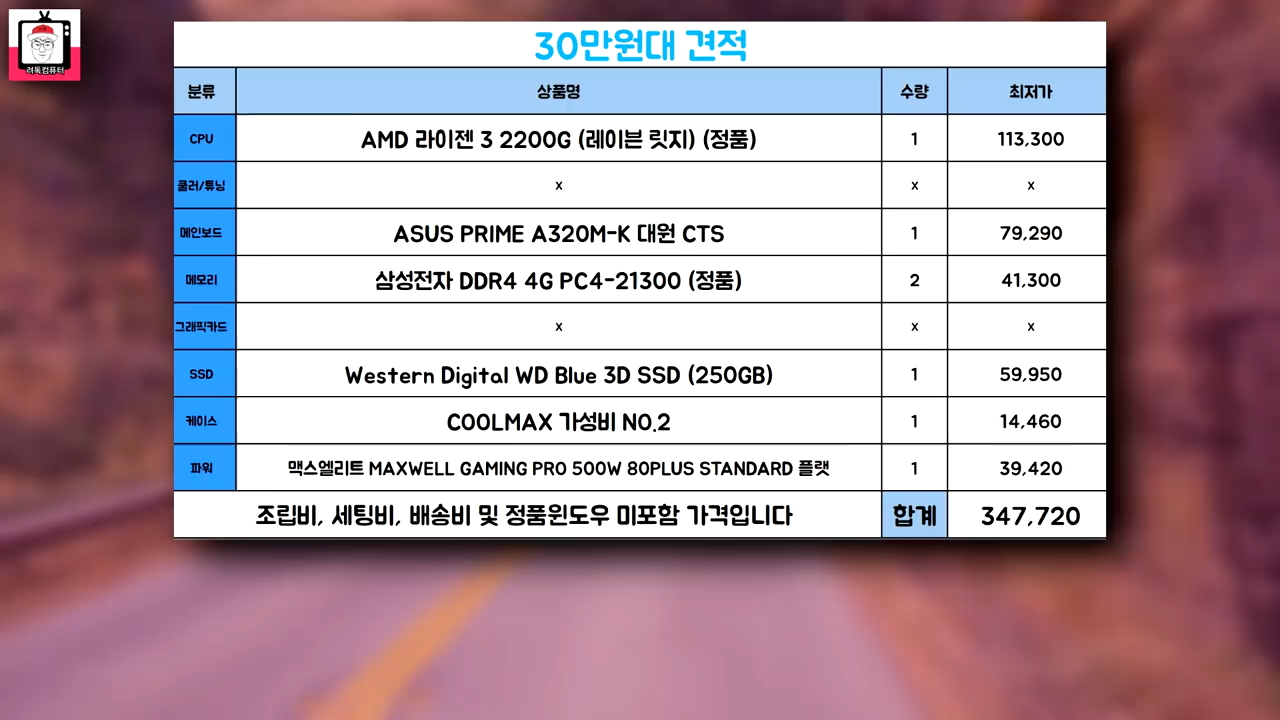 려독컴퓨터
30만원대 견적
분류 상품명 수량 최저가
CPU AMD 라이젠 3 2200G (레이븐 릿지) (정품) 1 113,300
쿨러/튜닝 x x x
메인보드 ASUS PRIME A320M-K 대원 CTS 1 79,290
메모리 삼성전자 DDR4 4G PC4-21300 (정품) 2 41,300
그래픽카드 x x x
SSD Western Digital WD Blue 3D SSD (250GB) 1 59,950
케이스 COOLMAX 가성비 NO.2 1 14,460
파워 맥스엘리트 MAXWELL GAMING PRO 500W 80PLUS STANDARD 플랫 1 39,420
조립비, 세팅비, 배송비 및 정품윈도우 미포함 가격입니다 합계 347,720